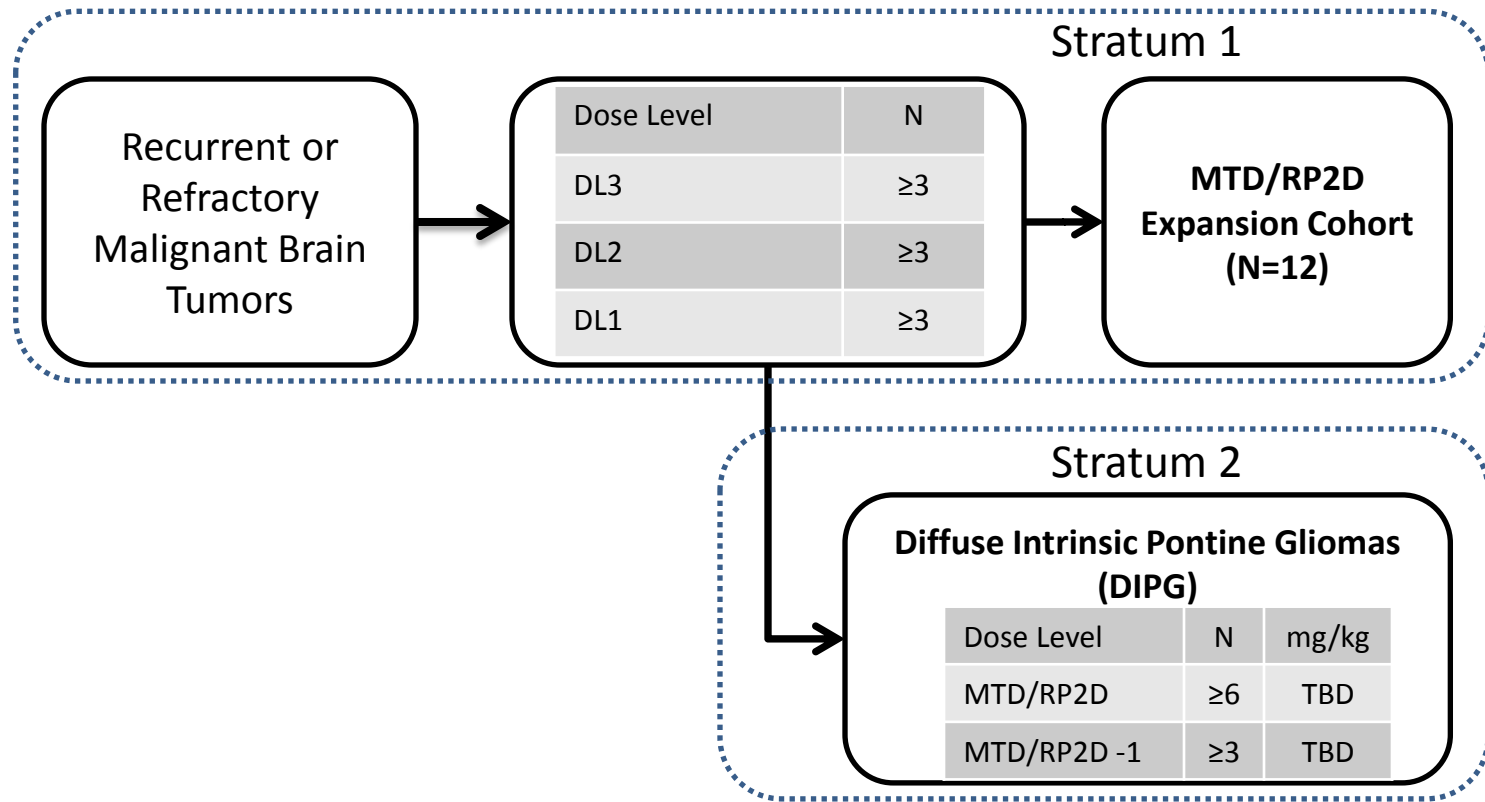 Stratum 1
Recurrent or
Refractory
Malignant Brain
Tumors
Dose Level N
DL3 ≥3
DL2 ≥3
DL1 ≥3
MTD/RP2D
Expansion Cohort
(N=12)
Stratum 2
Diffuse Intrinsic Pontine Gliomas
(DIPG)
Dose Level N mg/kg
MTD/RP2D ≥6 TBD
MTD/RP2D -1 ≥3 TBD